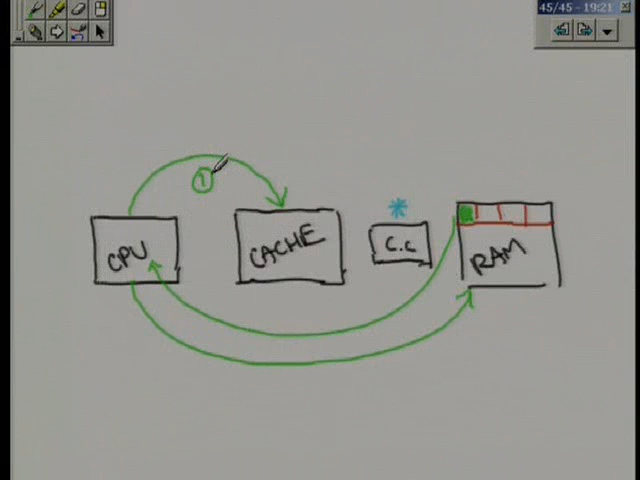 45/45 - 19:21
1
*
CPU
CACHE
C.C
RAM